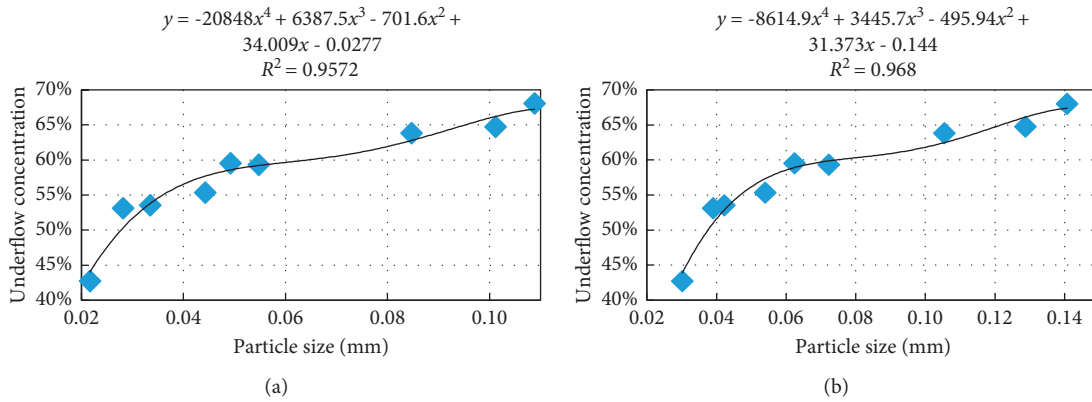 y = -20848x⁴ + 6387.5x³ - 701.6x² +
34.009x - 0.0277
R² = 0.9572
70%
65%
60%
55%
50%
45%
40%
Underflow concentration
0.02 0.04 0.06 0.08 0.10
Particle size (mm)
(a)
y = -8614.9x⁴ + 3445.7x³ - 495.94x² +
31.373x - 0.144
R² = 0.968
70%
65%
60%
55%
50%
45%
40%
Underflow concentration
0.02 0.04 0.06 0.08 0.10 0.12 0.14
Particle size (mm)
(b)